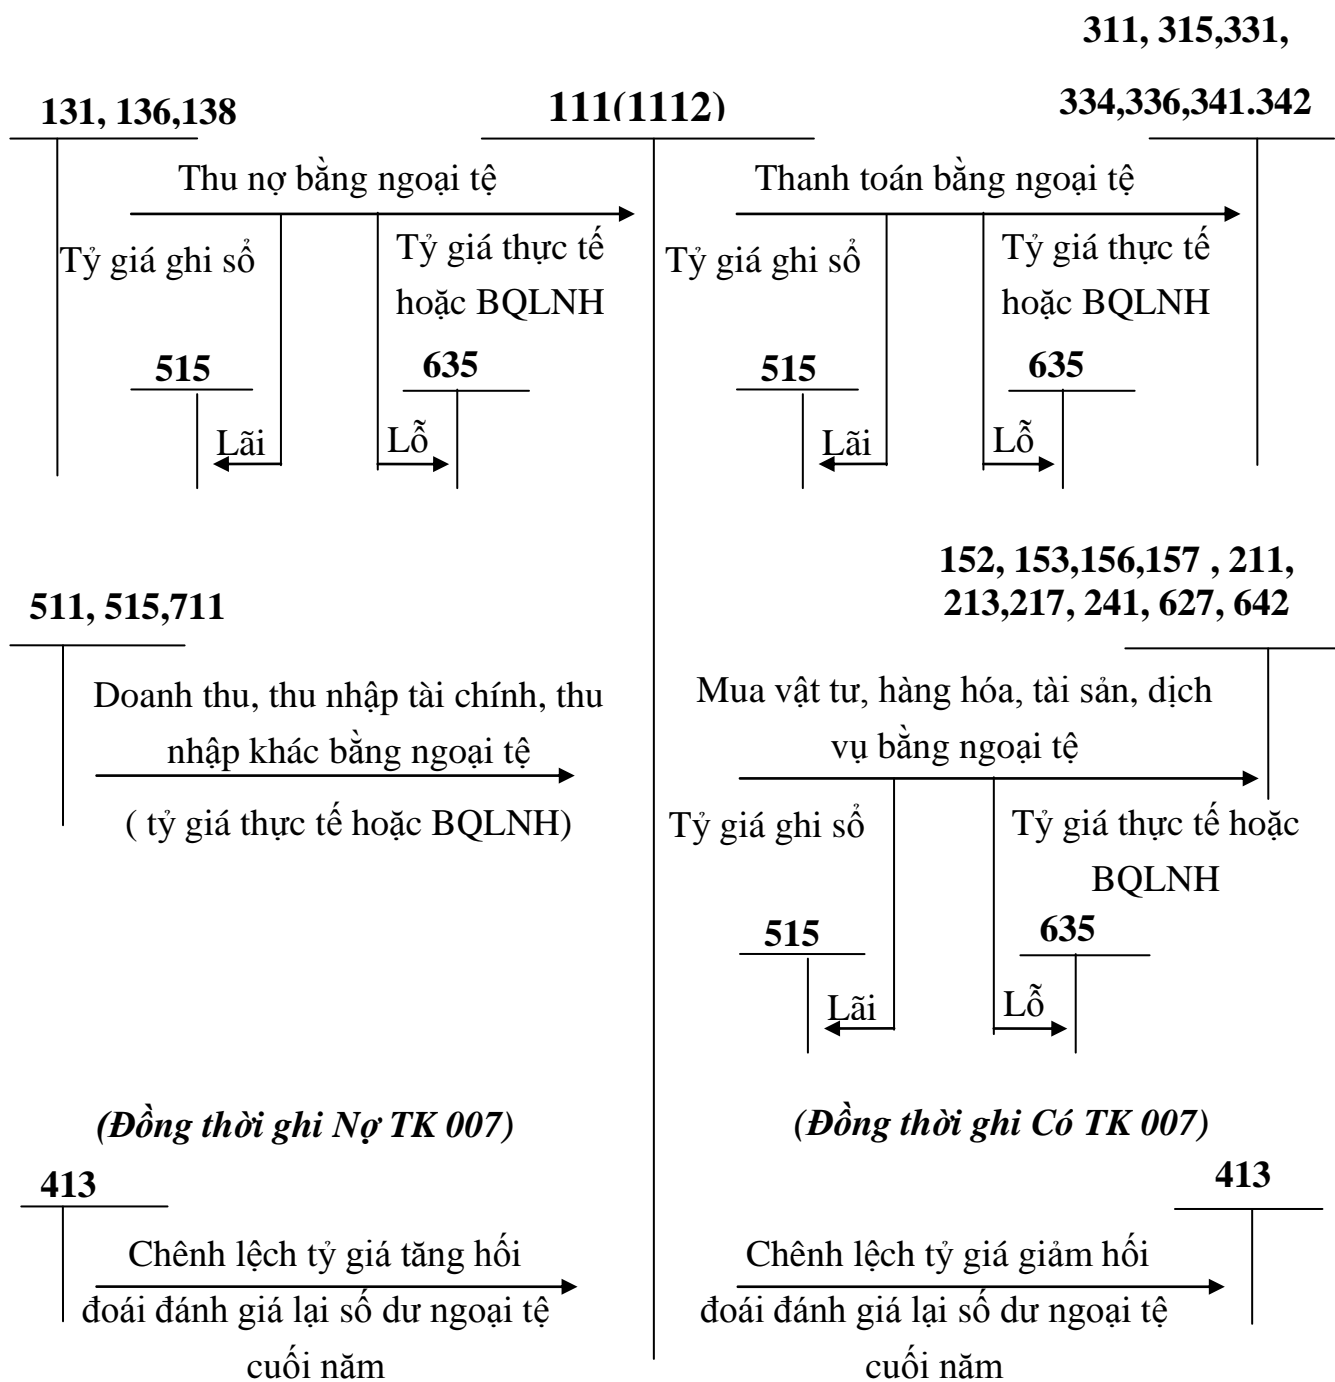 311, 315,331,
334,336,341.342
131, 136,138
111(1112)
Thu nợ bằng ngoại tệ
Tỷ giá ghi sổ
Tỷ giá thực tế
hoặc BQLNH
515
635
Lãi
Lỗ
Thanh toán bằng ngoại tệ
Tỷ giá ghi sổ
Tỷ giá thực tế
hoặc BQLNH
515
635
Lãi
Lỗ
511, 515,711
Doanh thu, thu nhập tài chính, thu
nhập khác bằng ngoại tệ
( tỷ giá thực tế hoặc BQLNH)
152, 153,156,157 , 211,
213,217, 241, 627, 642
Mua vật tư, hàng hóa, tài sản, dịch
vụ bằng ngoại tệ
Tỷ giá ghi sổ
Tỷ giá thực tế hoặc
BQLNH
515
635
Lãi
Lỗ
(Đồng thời ghi Nợ TK 007)
(Đồng thời ghi Có TK 007)
413
Chênh lệch tỷ giá tăng hối
đoái đánh giá lại số dư ngoại tệ
cuối năm
413
Chênh lệch tỷ giá giảm hối
đoái đánh giá lại số dư ngoại tệ
cuối năm